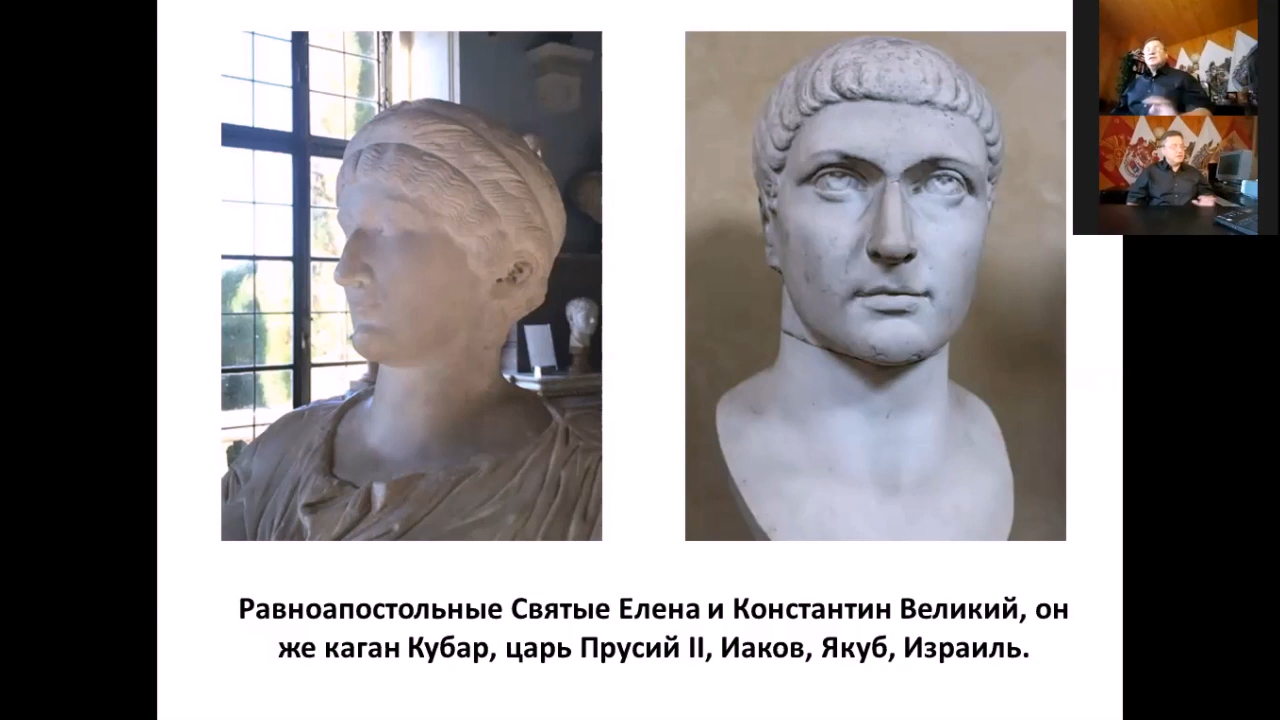 Равноапостольные Святые Елена и Константин Великий, он
же каган Кубар, царь Прусий II, Иаков, Якуб, Израиль.